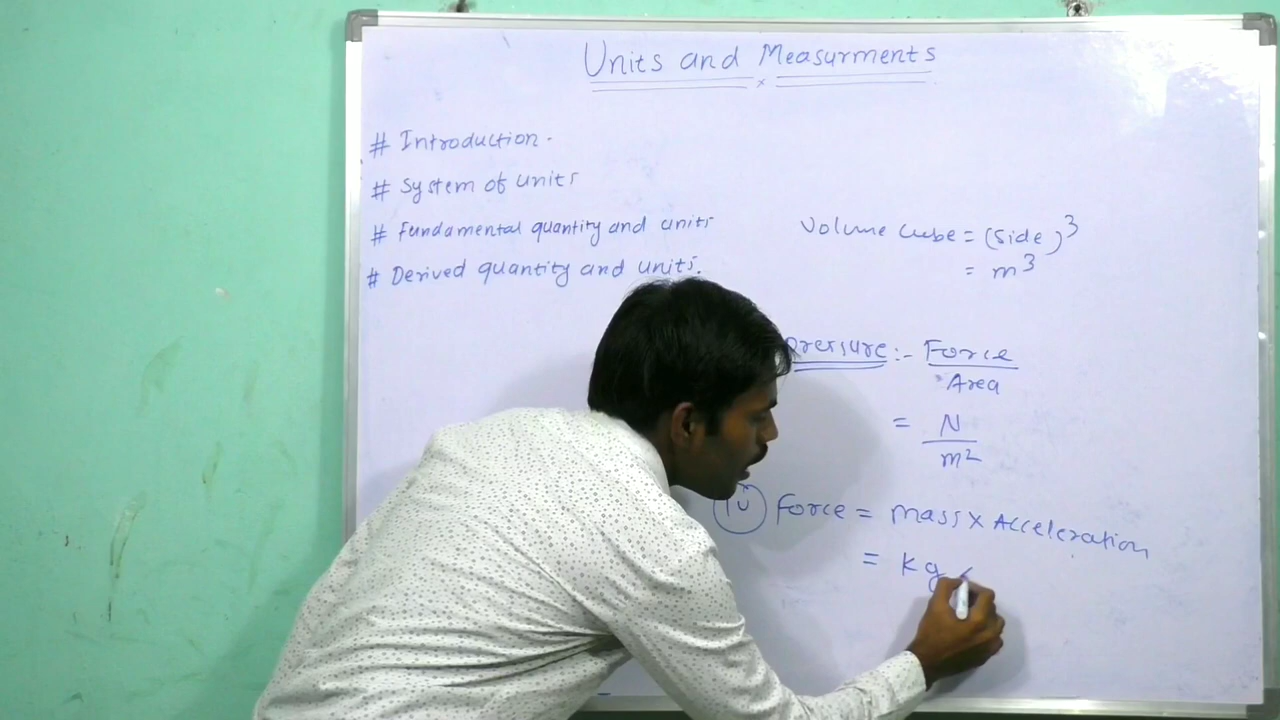 Units and Measurments
# Introduction.
# System of units
# Fundamental quantity and units
# Derived quantity and units.
Volume cube = (side)³
= m³
pressure :- Force
Area
= N
m²
Force = Mass x Acceleration
= kg